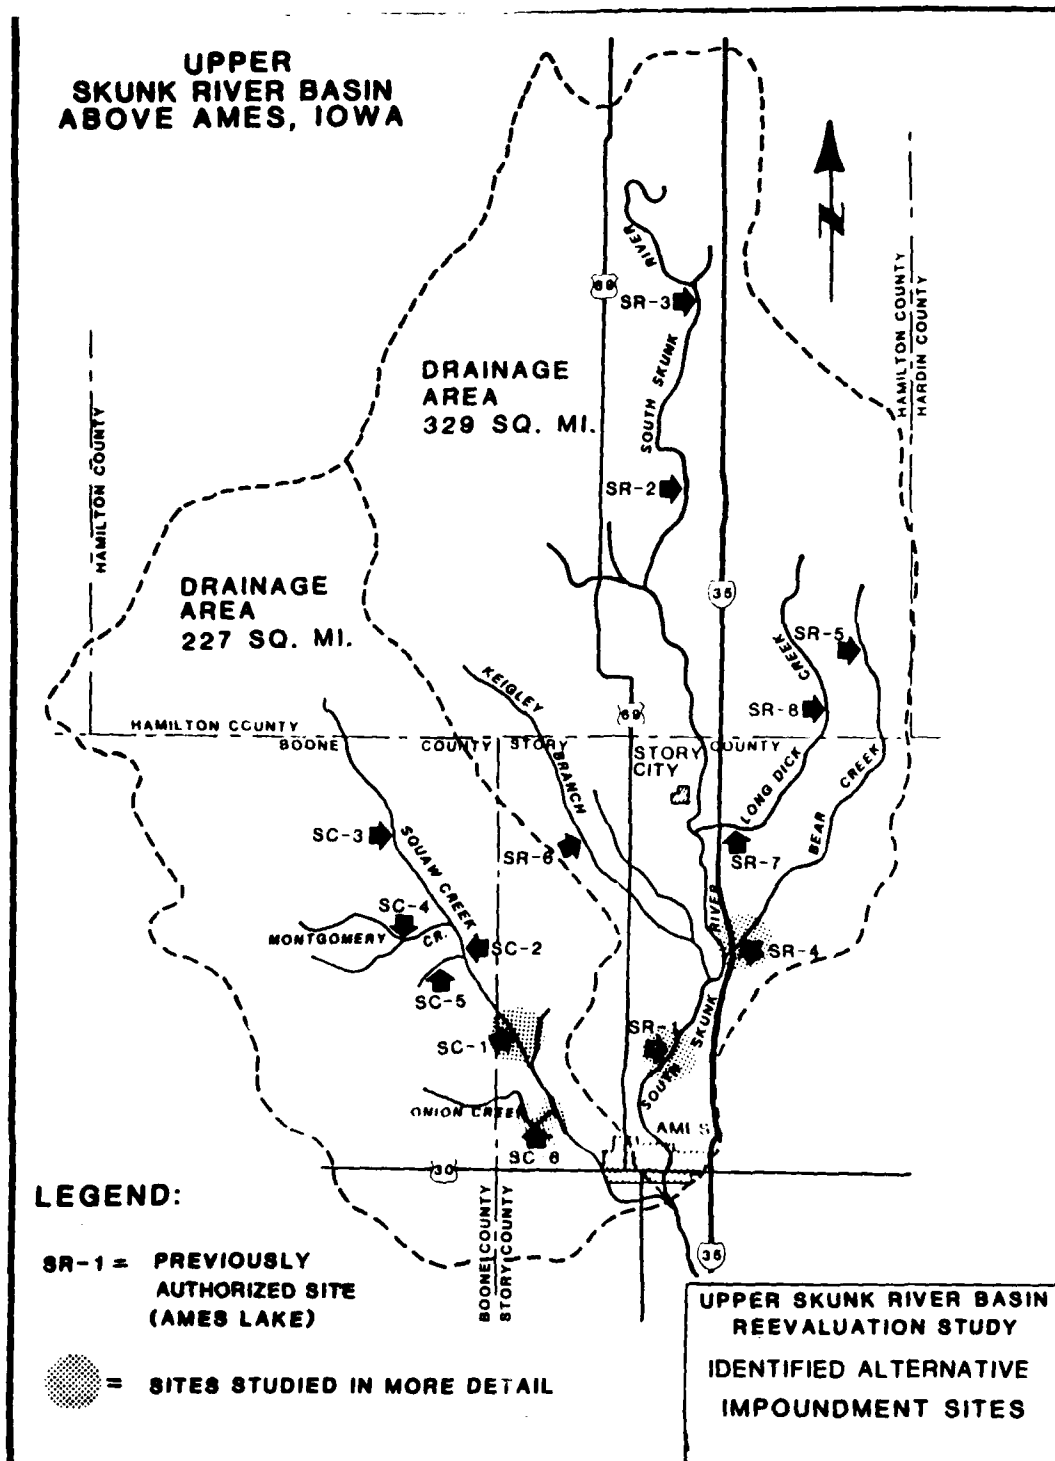 UPPER
SKUNK RIVER BASIN
ABOVE AMES, IOWA
HAMILTON COUNTY
HARDIN COUNTY
RIVER
69
SR-3
SOUTH SKUNK
DRAINAGE
AREA
329 SQ. MI.
HAMILTON COUNTY
SR-2
DRAINAGE
AREA
227 SQ. MI.
35
CREEK
SR-5
KEIGLEY
BRANCH
69
SR-8
HAMILTON COUNTY
BOONE COUNTY STORY COUNTY
STORY
CITY
LONG DICK
BEAR CREEK
SC-3
SQUAW CREEK
SR-6
SR-7
SC-4
MONTGOMERY CR.
SC-2
RIVER
SR-4
SC-5
SOUTH SKUNK
SR-1
SC-1
ONION CREEK
AMES
SC-6
30
BOONE COUNTY
STORY COUNTY
35
LEGEND:
SR-1 = PREVIOUSLY
AUTHORIZED SITE
(AMES LAKE)
= SITES STUDIED IN MORE DETAIL
UPPER SKUNK RIVER BASIN
REEVALUATION STUDY
IDENTIFIED ALTERNATIVE
IMPOUNDMENT SITES
N